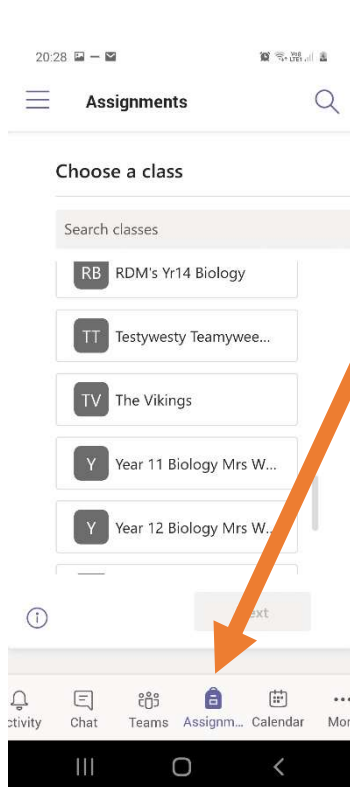 20:28
Assignments
Choose a class
Search classes
RB RDM's Yr14 Biology
TT Testywesty Teamywee...
TV The Vikings
Y Year 11 Biology Mrs W...
Y Year 12 Biology Mrs W...
ext
ctivity Chat Teams Assignm... Calendar Mor